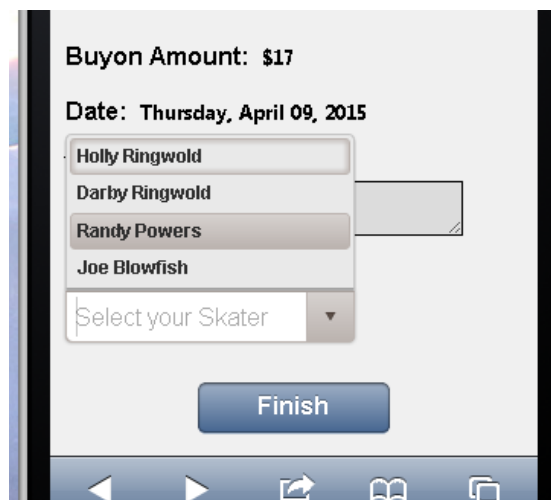 Buyon Amount: $17
Date: Thursday, April 09, 2015
Holly Ringwold
Darby Ringwold
Randy Powers
Joe Blowfish
Select your Skater
Finish